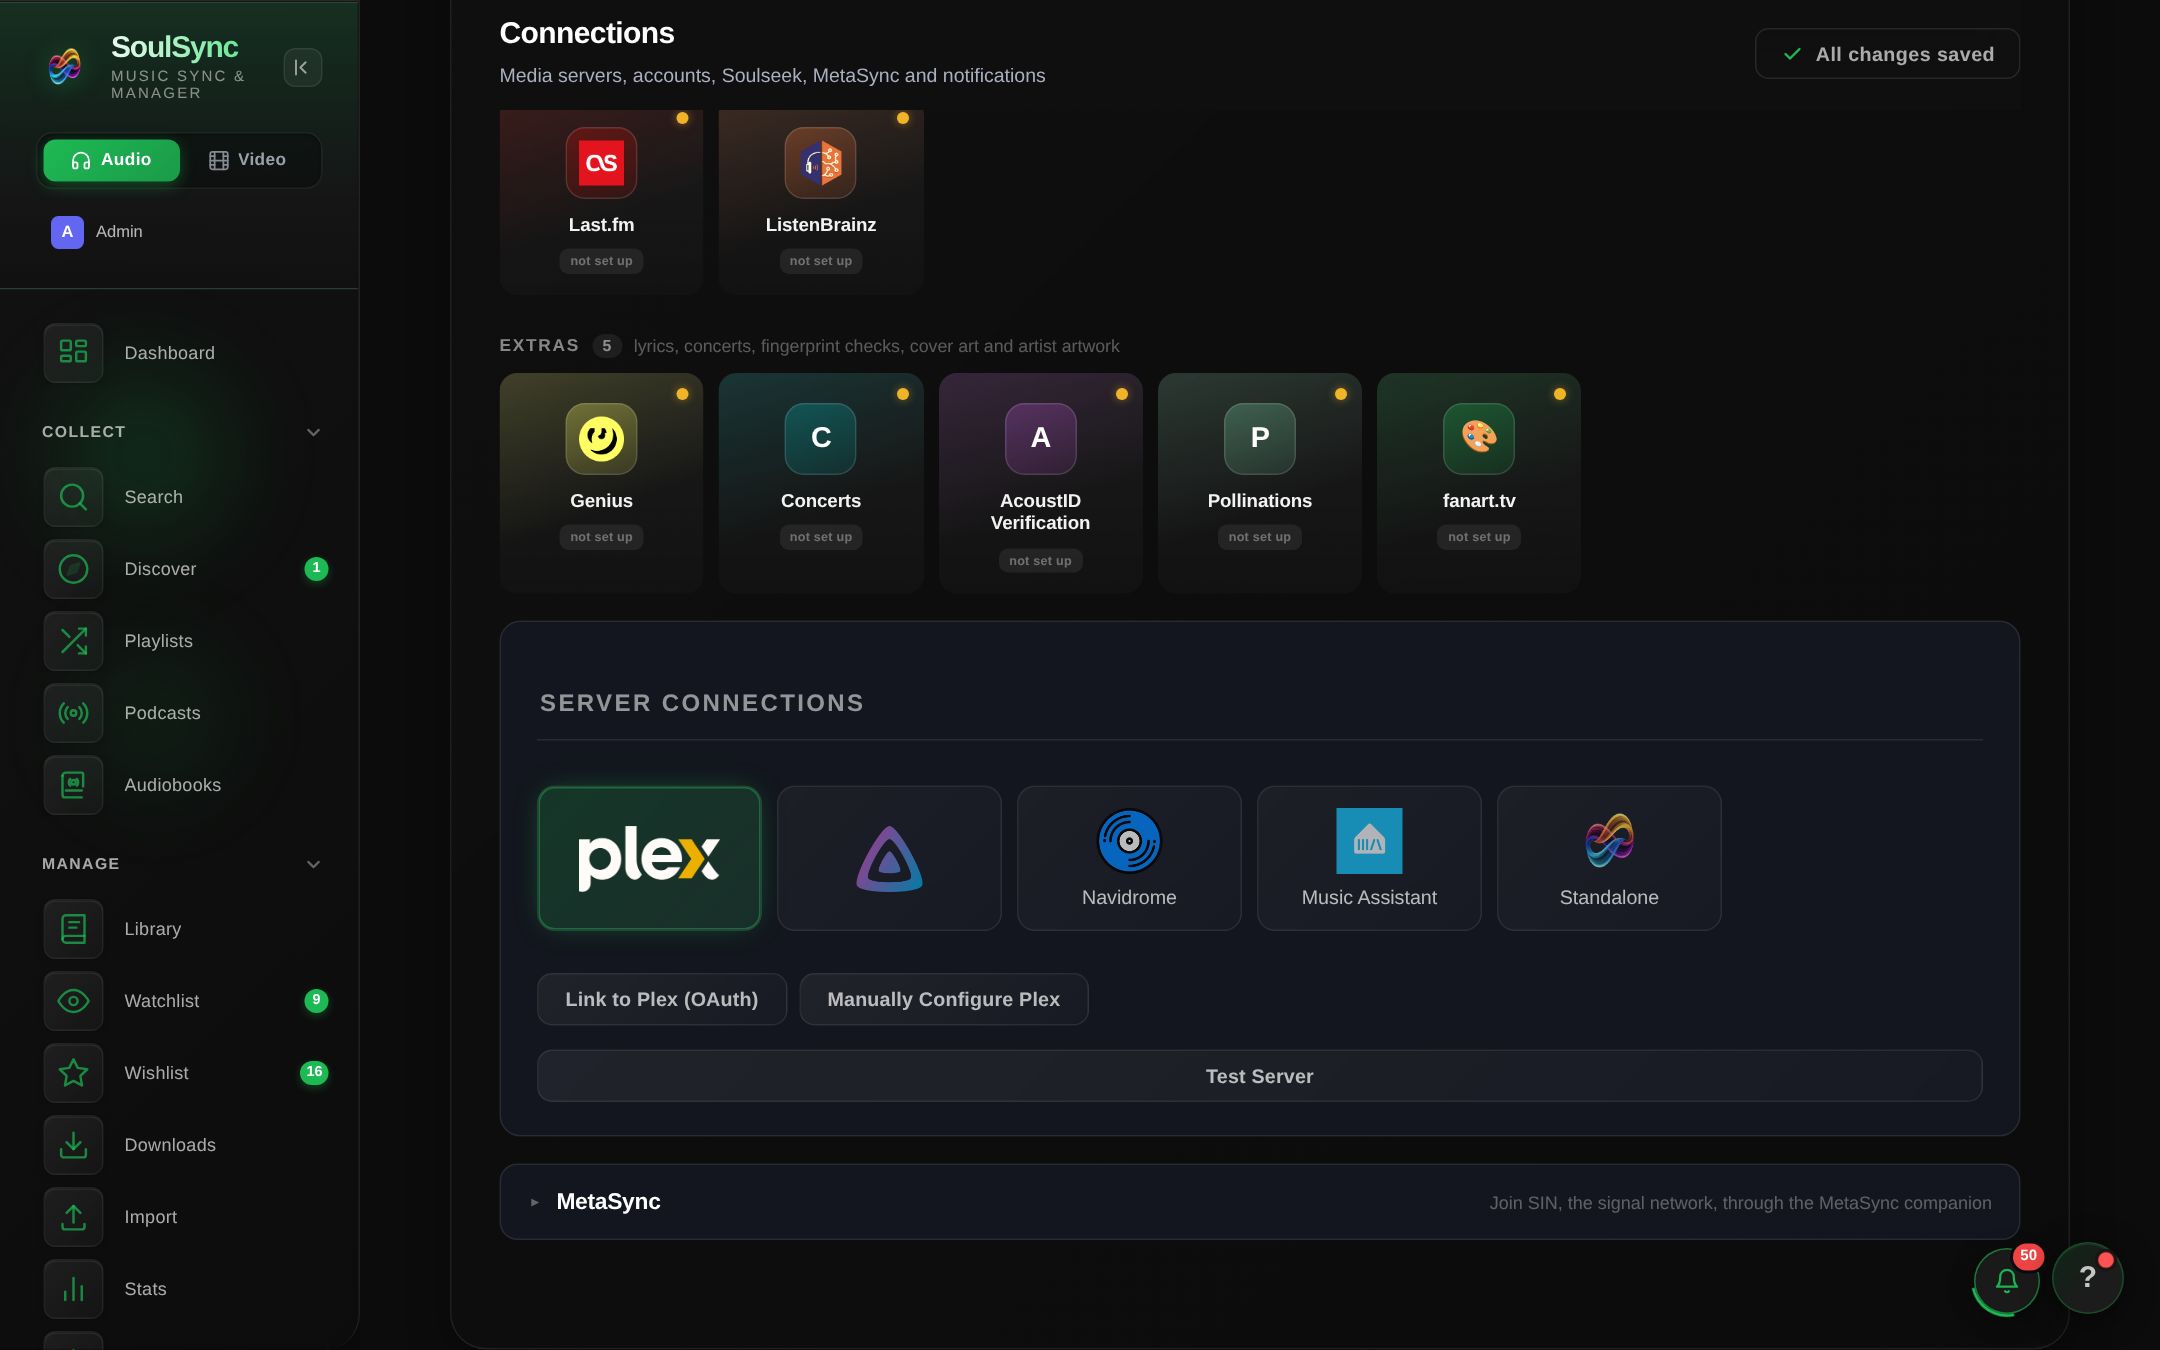 SoulSync
MUSIC SYNC &
MANAGER
Audio
Video
A
Admin
Dashboard
COLLECT
Search
Discover
1
Playlists
Podcasts
Audiobooks
MANAGE
Library
Watchlist
9
Wishlist
16
Downloads
Import
Stats
Connections
Media servers, accounts, Soulseek, MetaSync and notifications
All changes saved
Last.fm
not set up
ListenBrainz
not set up
EXTRAS 5 lyrics, concerts, fingerprint checks, cover art and artist artwork
Genius
not set up
C
Concerts
not set up
A
AcoustID
Verification
not set up
P
Pollinations
not set up
fanart.tv
not set up
SERVER CONNECTIONS
plex
Navidrome
Music Assistant
Standalone
Link to Plex (OAuth)
Manually Configure Plex
Test Server
MetaSync
Join SIN, the signal network, through the MetaSync companion
50
?